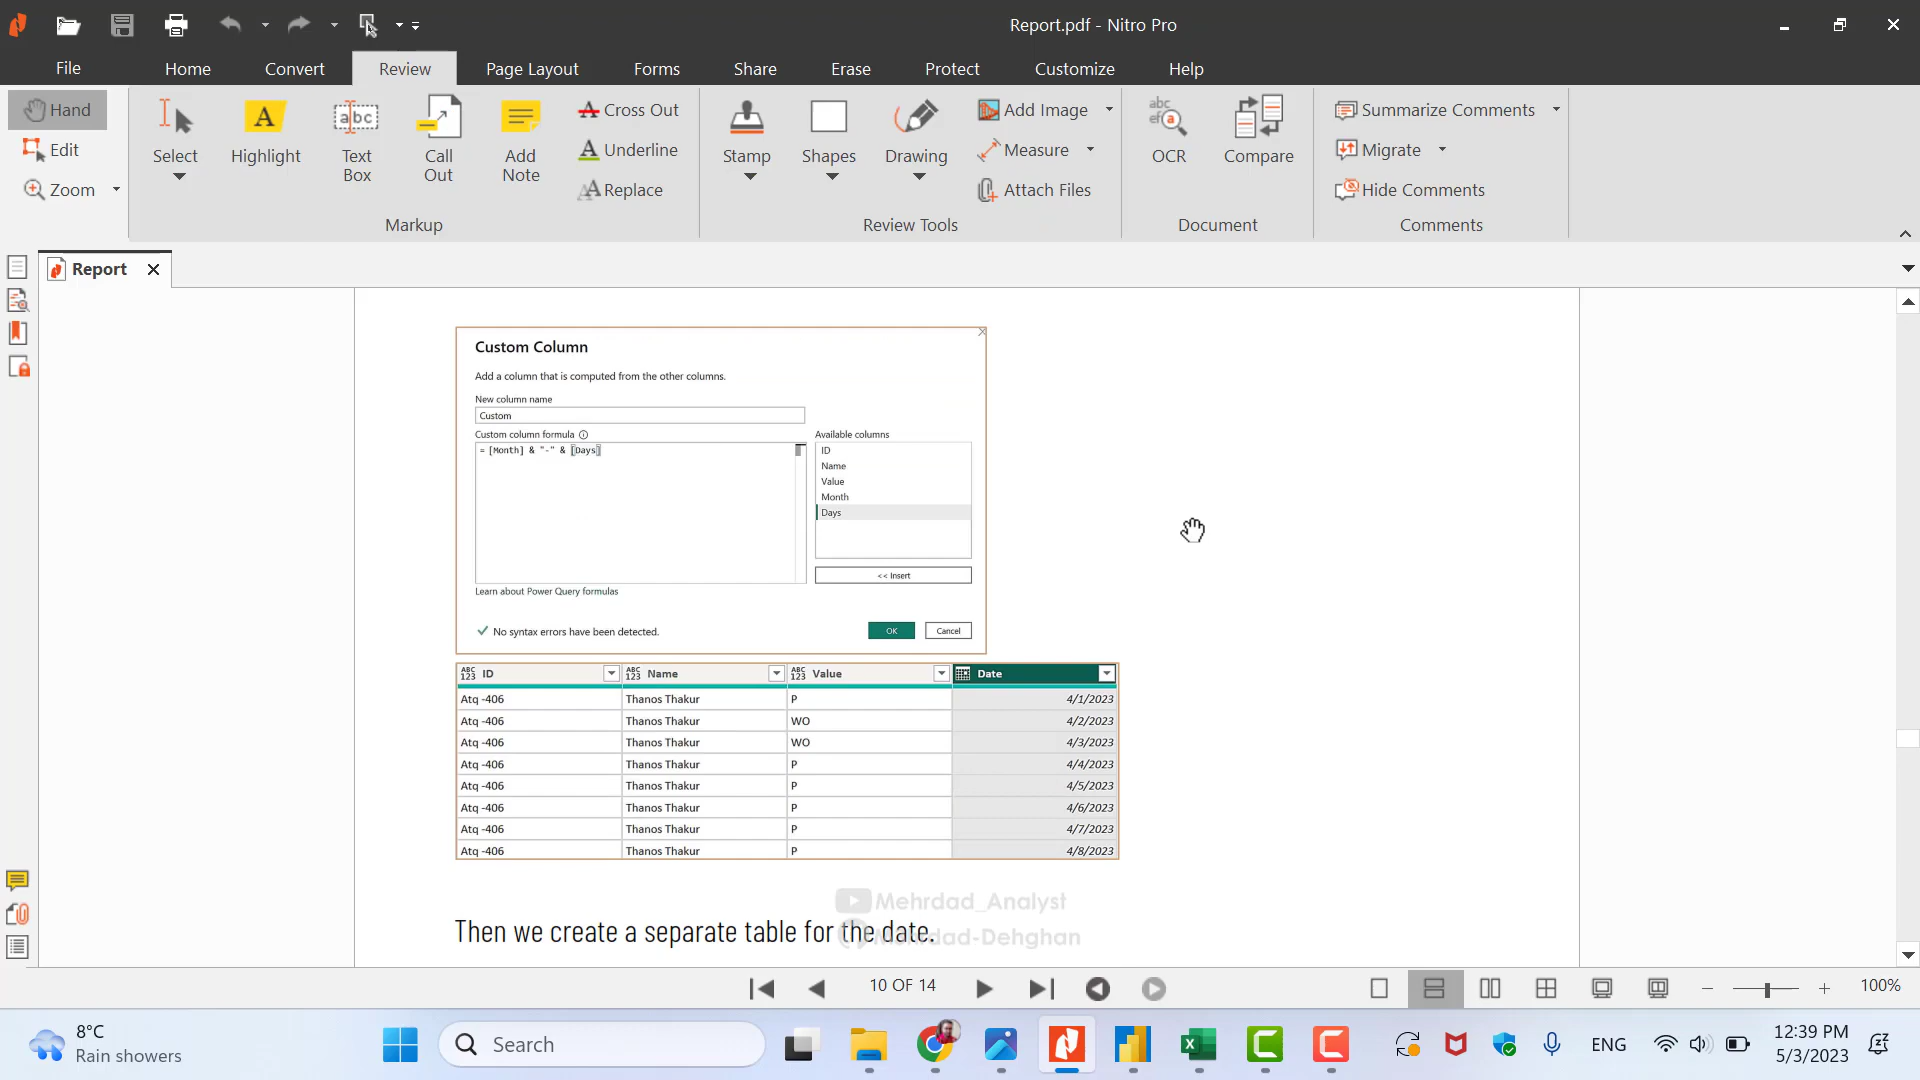 Report.pdf - Nitro Pro
File
Home
Convert
Review
Page Layout
Forms
Share
Erase
Protect
Customize
Help
Hand
Edit
Zoom
Select
Highlight
Text
Box
Call
Out
Add
Note
Cross Out
Underline
Replace
Markup
Stamp
Shapes
Drawing
Add Image
Measure
Attach Files
Review Tools
OCR
Compare
Document
Summarize Comments
Migrate
Hide Comments
Comments
Report
Custom Column
Add a column that is computed from the other columns.
New column name
Custom
Custom column formula
= [Month] & "-" & [Days]
Available columns
ID
Name
Value
Month
Days
<< Insert
Learn about Power Query formulas
No syntax errors have been detected.
OK
Cancel
ABC 123 ID ABC 123 Name ABC 123 Value Date
Atq -406 Thanos Thakur P 4/1/2023
Atq -406 Thanos Thakur WO 4/2/2023
Atq -406 Thanos Thakur WO 4/3/2023
Atq -406 Thanos Thakur P 4/4/2023
Atq -406 Thanos Thakur P 4/5/2023
Atq -406 Thanos Thakur P 4/6/2023
Atq -406 Thanos Thakur P 4/7/2023
Atq -406 Thanos Thakur P 4/8/2023
Mehrdad_Analyst
Then we create a separate table for the date.
Mehrdad-Dehghan
10 OF 14
100%
8°C
Rain showers
Search
ENG
12:39 PM
5/3/2023